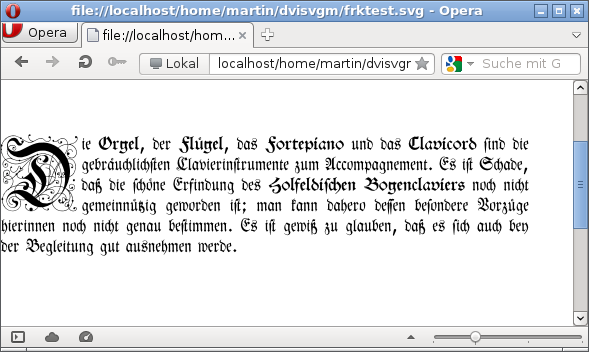 file://localhost/home/martin/dvisvgm/frktest.svg - Opera
Opera
file://localhost/hom...
Lokal
localhost/home/martin/dvisvgr
Suche mit G
Die Orgel, der Flügel, das Fortepiano und das Clavicord ſind die
gebräuchlichſten Clavierinſtrumente zum Accompagnement. Es iſt Schade,
daß die ſchöne Erfindung des Holfeldiſchen Bogenclaviers noch nicht
gemeinnützig geworden iſt; man kann dahero deſſen beſondere Vorzüge
hierinnen noch nicht genau beſtimmen. Es iſt gewiß zu glauben, daß es ſich auch bey
der Begleitung gut ausnehmen werde.